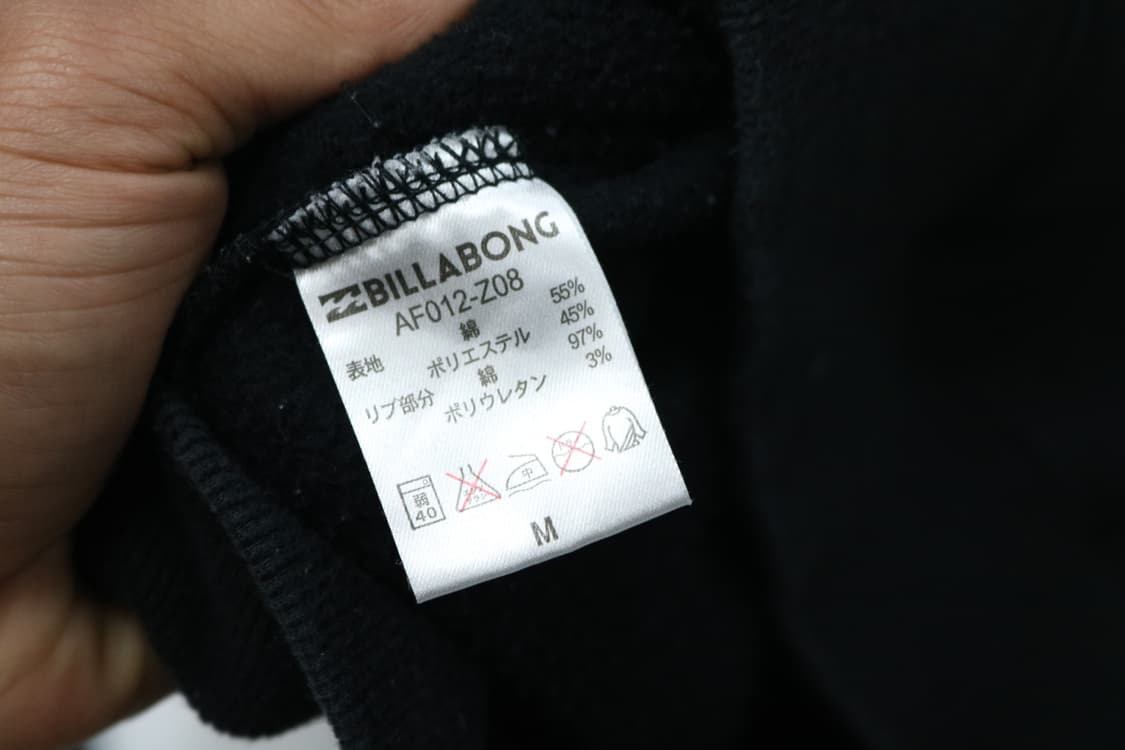 BILLABONG
AF012-Z08
表地 綿 55%
ポリエステル 45%
リブ部分 綿 97%
ポリウレタン 3%
弱 40 中
M